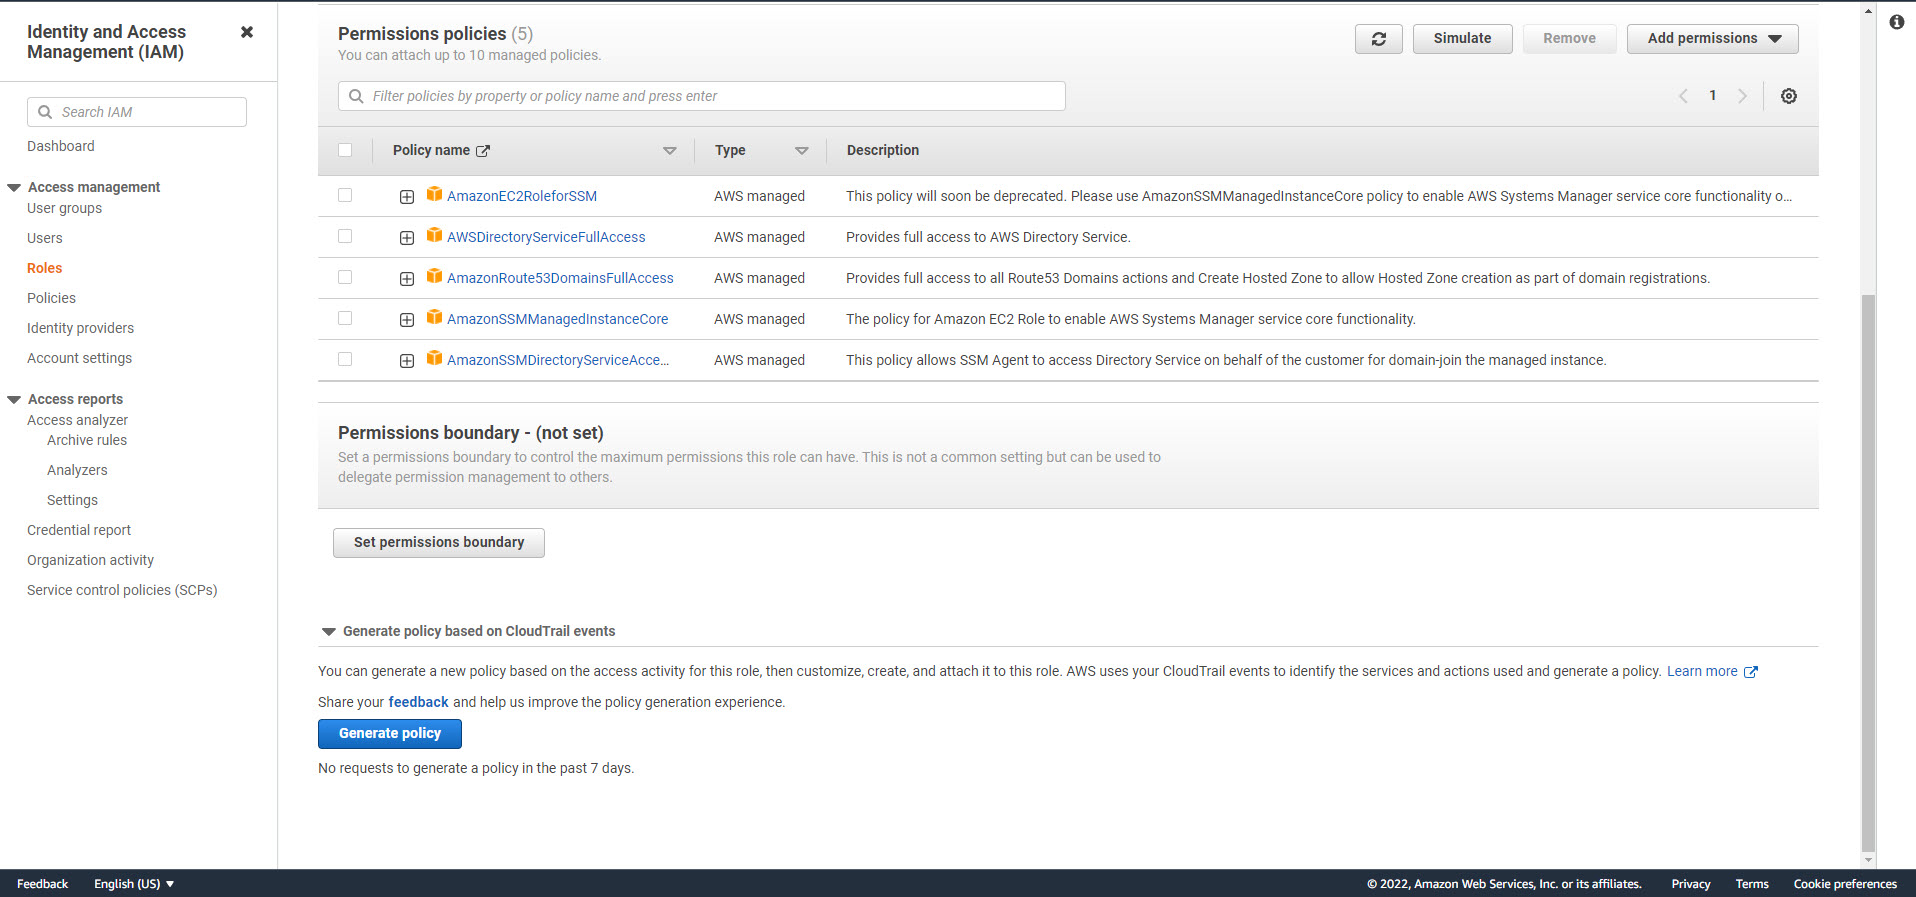 Identity and Access
Management (IAM)
Search IAM
Dashboard
Access management
User groups
Users
Roles
Policies
Identity providers
Account settings
Access reports
Access analyzer
Archive rules
Analyzers
Settings
Credential report
Organization activity
Service control policies (SCPs)
Permissions policies (5)
You can attach up to 10 managed policies.
Simulate
Remove
Add permissions
Filter policies by property or policy name and press enter
1
Policy name Type Description
AmazonEC2RoleforSSM AWS managed This policy will soon be deprecated. Please use AmazonSSMManagedInstanceCore policy to enable AWS Systems Manager service core functionality o...
AWSDirectoryServiceFullAccess AWS managed Provides full access to AWS Directory Service.
AmazonRoute53DomainsFullAccess AWS managed Provides full access to all Route53 Domains actions and Create Hosted Zone to allow Hosted Zone creation as part of domain registrations.
AmazonSSMManagedInstanceCore AWS managed The policy for Amazon EC2 Role to enable AWS Systems Manager service core functionality.
AmazonSSMDirectoryServiceAcce... AWS managed This policy allows SSM Agent to access Directory Service on behalf of the customer for domain-join the managed instance.
Permissions boundary - (not set)
Set a permissions boundary to control the maximum permissions this role can have. This is not a common setting but can be used to
delegate permission management to others.
Set permissions boundary
Generate policy based on CloudTrail events
You can generate a new policy based on the access activity for this role, then customize, create, and attach it to this role. AWS uses your CloudTrail events to identify the services and actions used and generate a policy. Learn more
Share your feedback and help us improve the policy generation experience.
Generate policy
No requests to generate a policy in the past 7 days.
Feedback English (US) © 2022, Amazon Web Services, Inc. or its affiliates. Privacy Terms Cookie preferences